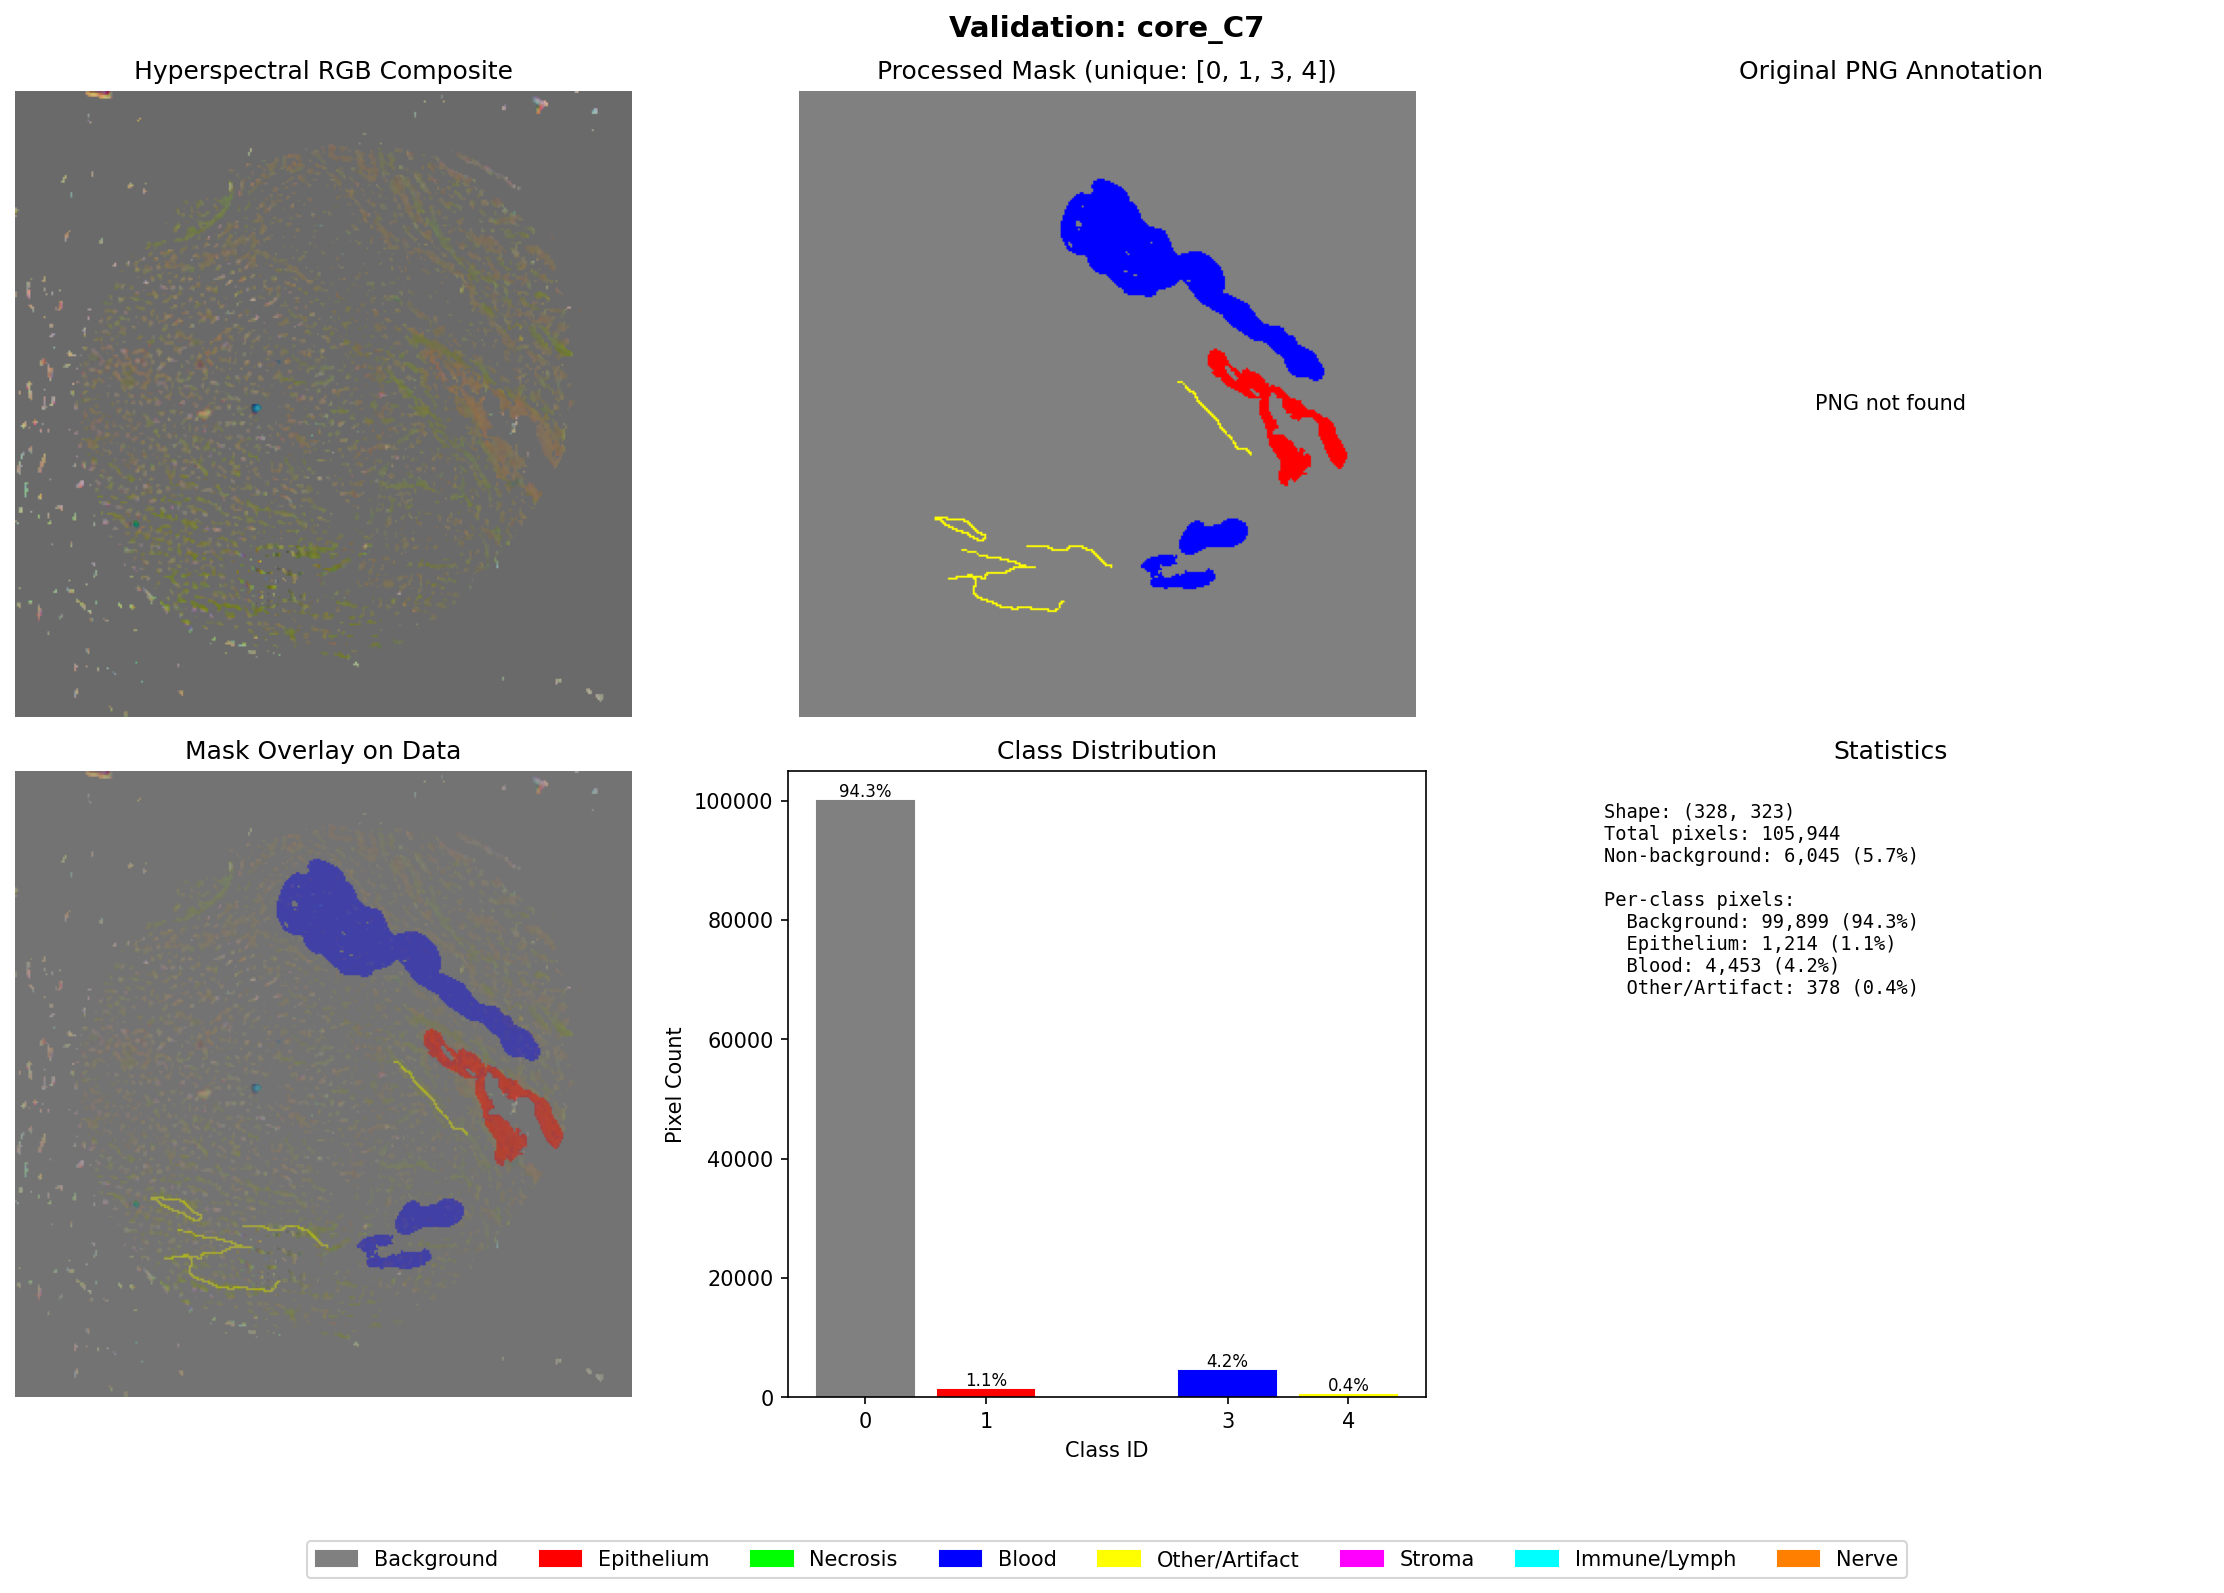 Validation: core_C7
Hyperspectral RGB Composite
Processed Mask (unique: [0, 1, 3, 4])
Original PNG Annotation
PNG not found
Mask Overlay on Data
Class Distribution
Pixel Count
100000
80000
60000
40000
20000
0
94.3%
1.1%
4.2%
0.4%
0 1 3 4
Class ID
Statistics
Shape: (328, 323)
Total pixels: 105,944
Non-background: 6,045 (5.7%)
Per-class pixels:
Background: 99,899 (94.3%)
Epithelium: 1,214 (1.1%)
Blood: 4,453 (4.2%)
Other/Artifact: 378 (0.4%)
Background Epithelium Necrosis Blood Other/Artifact Stroma Immune/Lymph Nerve